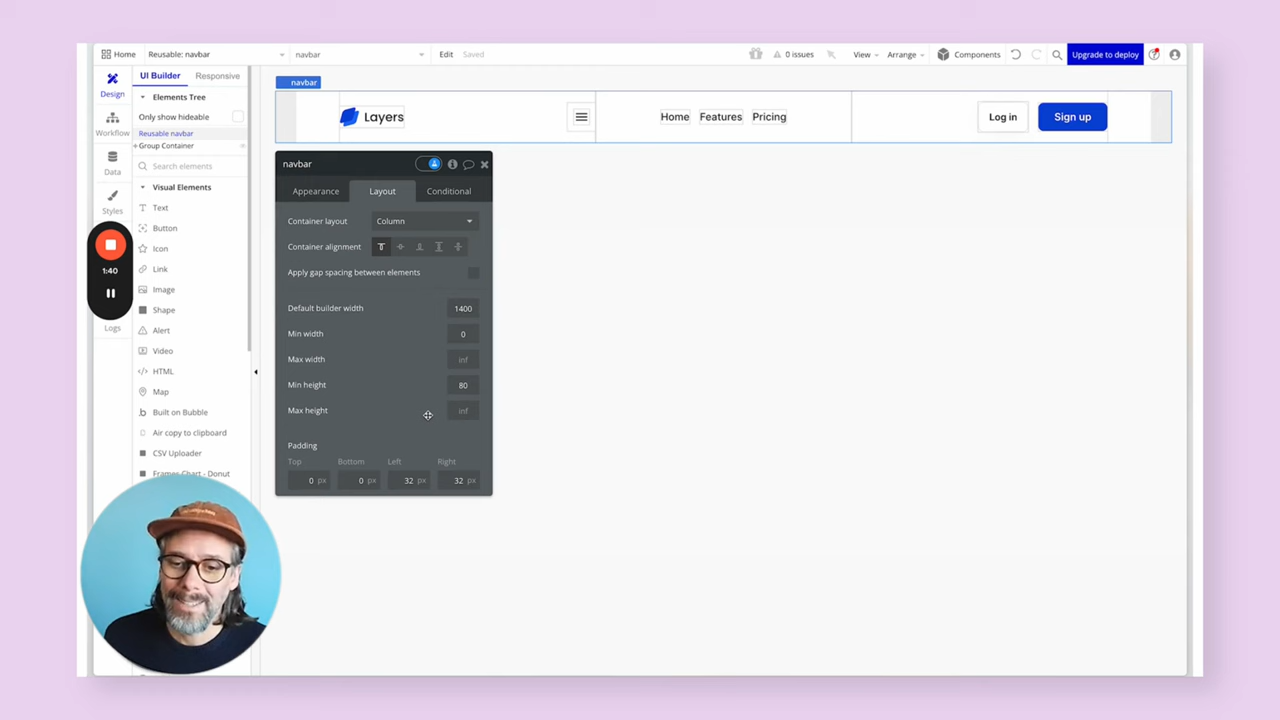 Home
Reusable: navbar
navbar
Edit
Saved
0 issues
View
Arrange
Components
Upgrade to deploy
Design
Workflow
Data
Styles
1:40
Logs
UI Builder
Responsive
Elements Tree
Only show hideable
Reusable navbar
Group Container
Search elements
Visual Elements
Text
Button
Icon
Link
Image
Shape
Alert
Video
HTML
Map
Built on Bubble
Air copy to clipboard
CSV Uploader
Frappe Chart - Donut
navbar
Layers
Home
Features
Pricing
Log in
Sign up
navbar
Appearance
Layout
Conditional
Container layout
Column
Container alignment
Apply gap spacing between elements
Default builder width
1400
Min width
0
Max width
inf
Min height
80
Max height
inf
Padding
Top
Bottom
Left
Right
0 px
0 px
32 px
32 px